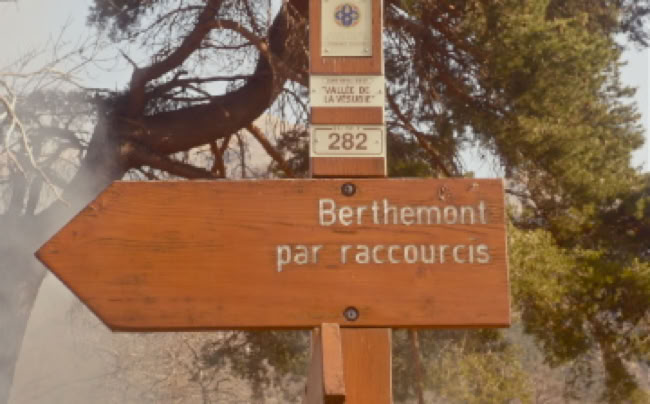 "VALLÉE DE
LA VÉSUBIE"
282
Berthemont
par raccourcis